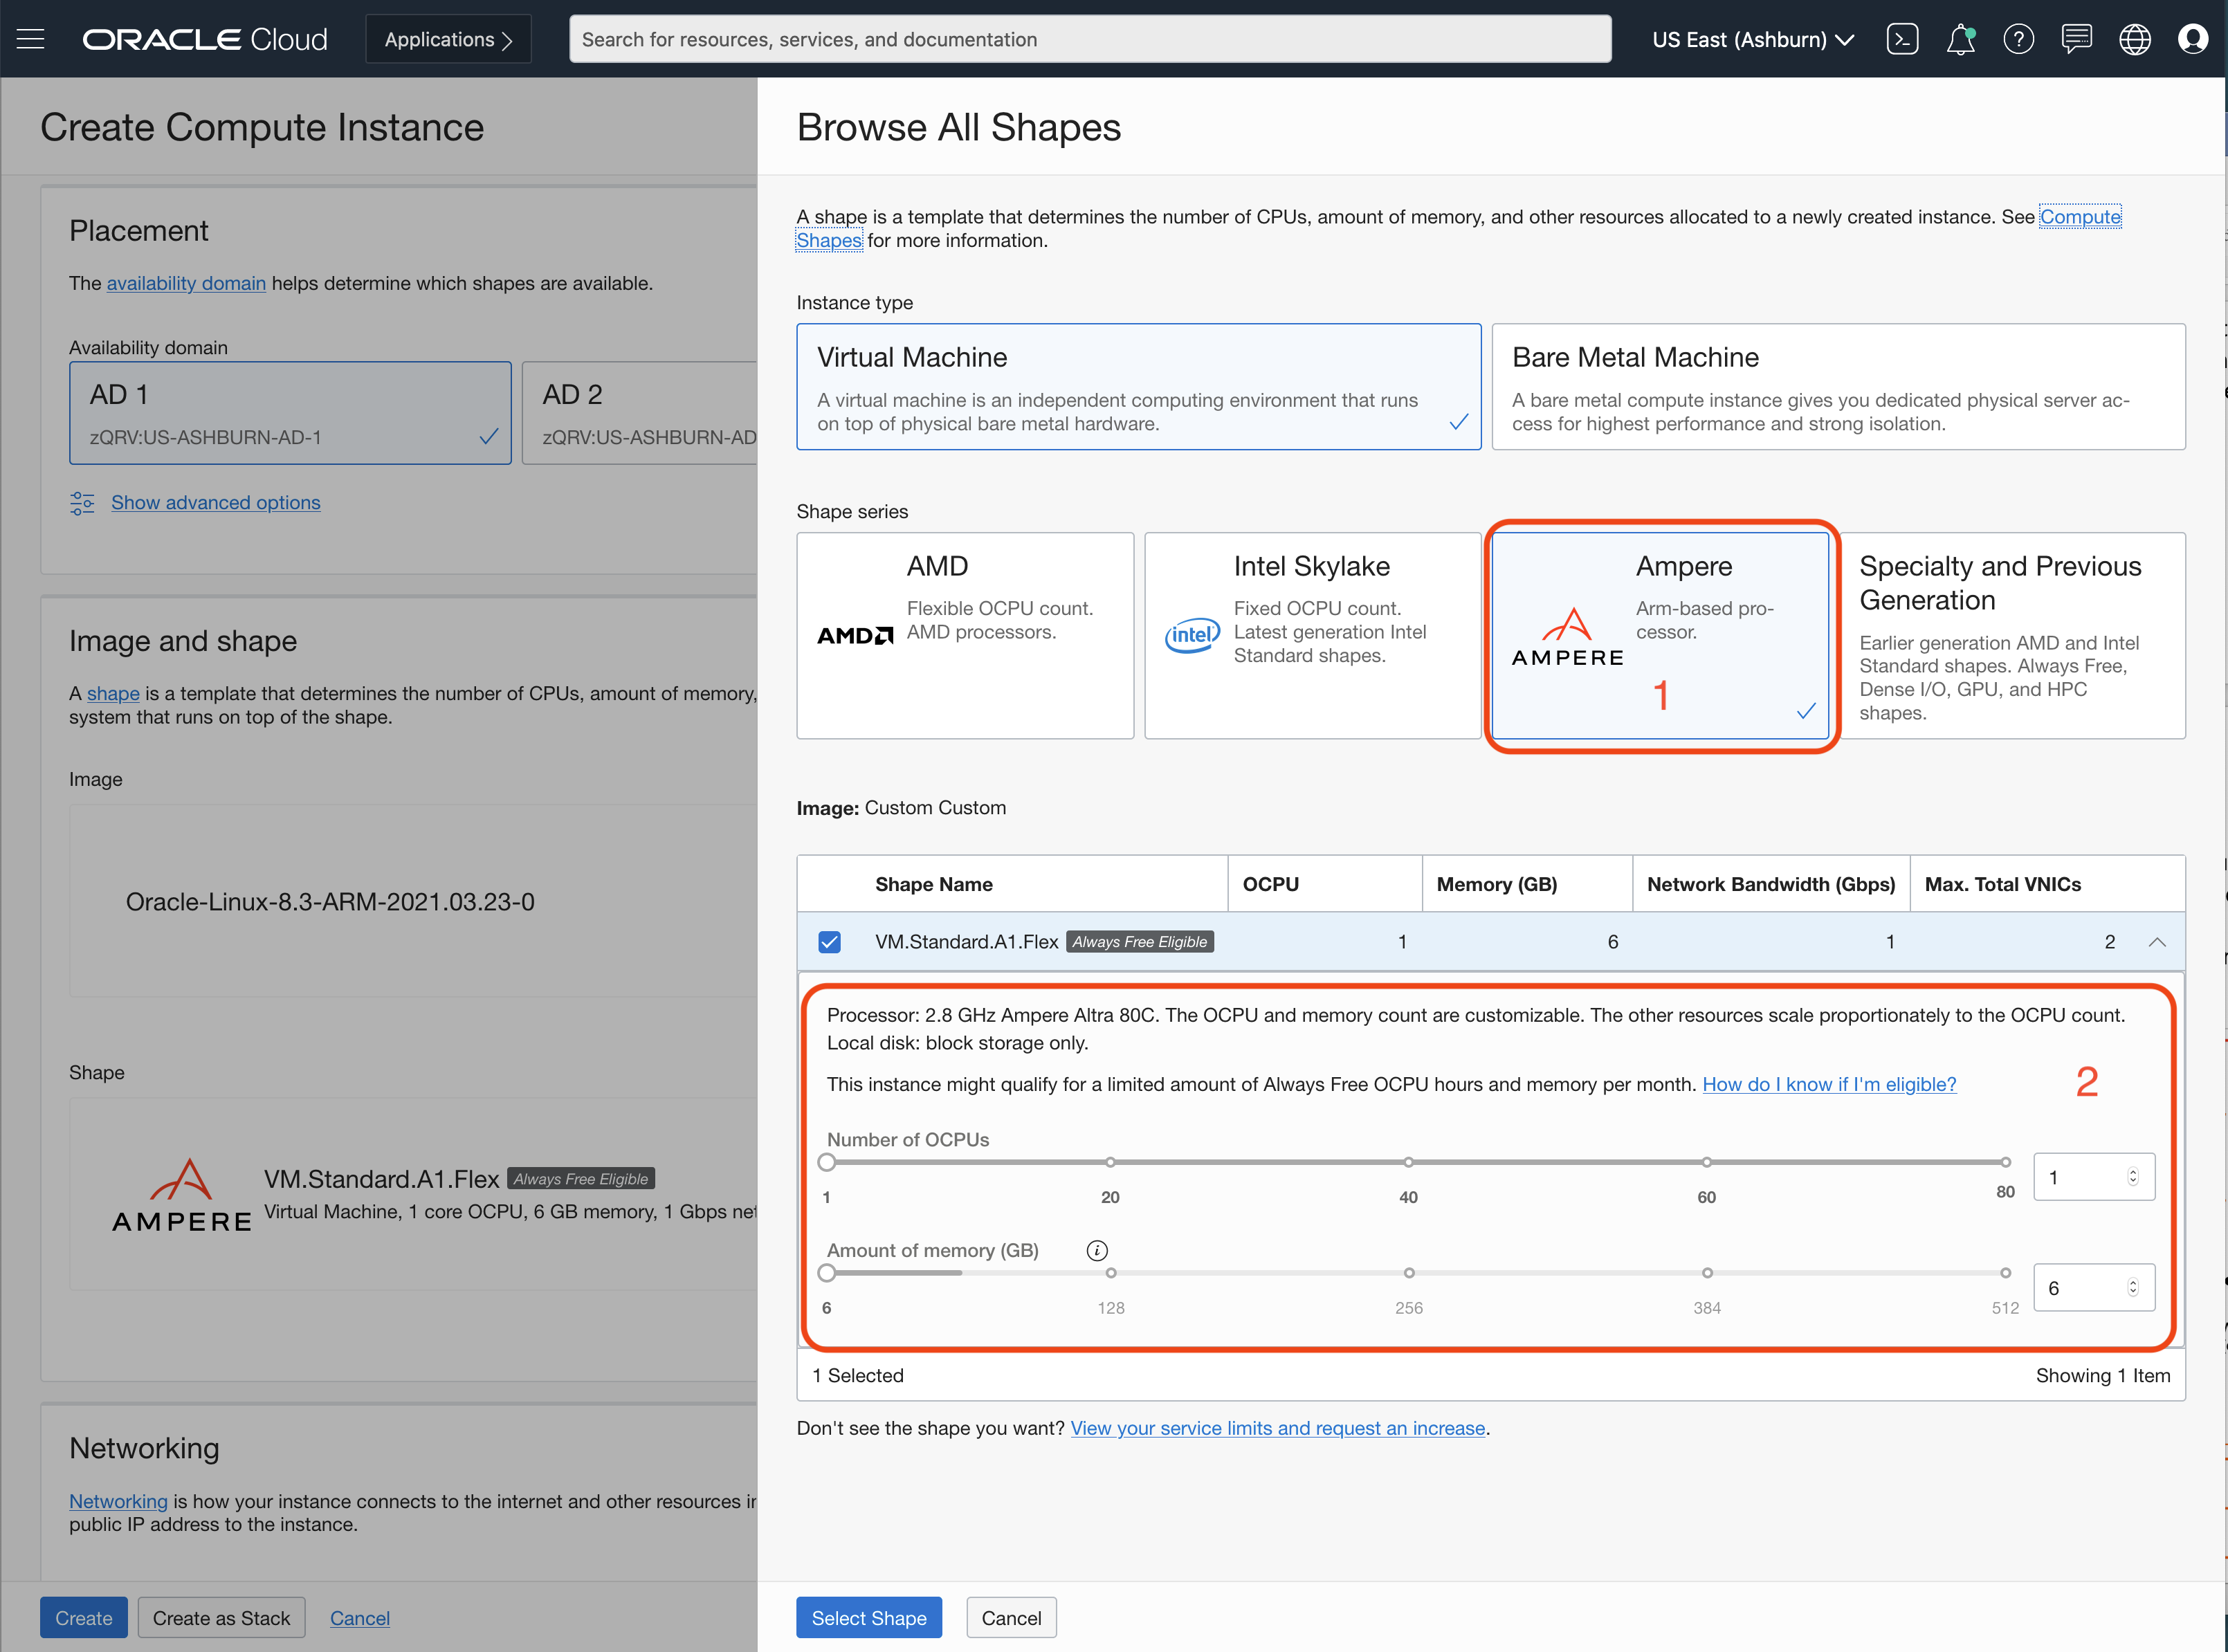 ORACLE Cloud
Applications
Search for resources, services, and documentation
US East (Ashburn)
Create Compute Instance
Placement
The availability domain helps determine which shapes are available.
Availability domain
AD 1
zQRV:US-ASHBURN-AD-1
AD 2
zQRV:US-ASHBURN-AD
Show advanced options
Image and shape
A shape is a template that determines the number of CPUs, amount of memory,
system that runs on top of the shape.
Image
Oracle-Linux-8.3-ARM-2021.03.23-0
Shape
AMPERE
VM.Standard.A1.Flex Always Free Eligible
Virtual Machine, 1 core OCPU, 6 GB memory, 1 Gbps
Networking
Networking is how your instance connects to the internet and other resources
public IP address to the instance.
Create
Create as Stack
Cancel
Browse All Shapes
A shape is a template that determines the number of CPUs, amount of memory, and other resources allocated to a newly created instance. See Compute
Shapes for more information.
Instance type
Virtual Machine
A virtual machine is an independent computing environment that runs
on top of physical bare metal hardware.
Bare Metal Machine
A bare metal compute instance gives you dedicated physical server ac-
cess for highest performance and strong isolation.
Shape series
AMD
AMD
Flexible OCPU count.
AMD processors.
Intel Skylake
intel
Fixed OCPU count.
Latest generation Intel
Standard shapes.
Ampere
AMPERE
Arm-based pro-
cessor.
1
Specialty and Previous
Generation
Earlier generation AMD and Intel
Standard shapes. Always Free,
Dense I/O, GPU, and HPC
shapes.
Image: Custom Custom
Shape Name OCPU Memory (GB) Network Bandwidth (Gbps) Max. Total VNICs
VM.Standard.A1.Flex Always Free Eligible 1 6 1 2
Processor: 2.8 GHz Ampere Altra 80C. The OCPU and memory count are customizable. The other resources scale proportionately to the OCPU count.
Local disk: block storage only.
This instance might qualify for a limited amount of Always Free OCPU hours and memory per month. How do I know if I'm eligible?
2
Number of OCPUs
1 20 40 60 80
1
Amount of memory (GB)
6 128 256 384 512
6
1 Selected
Showing 1 Item
Don't see the shape you want? View your service limits and request an increase.
Select Shape
Cancel